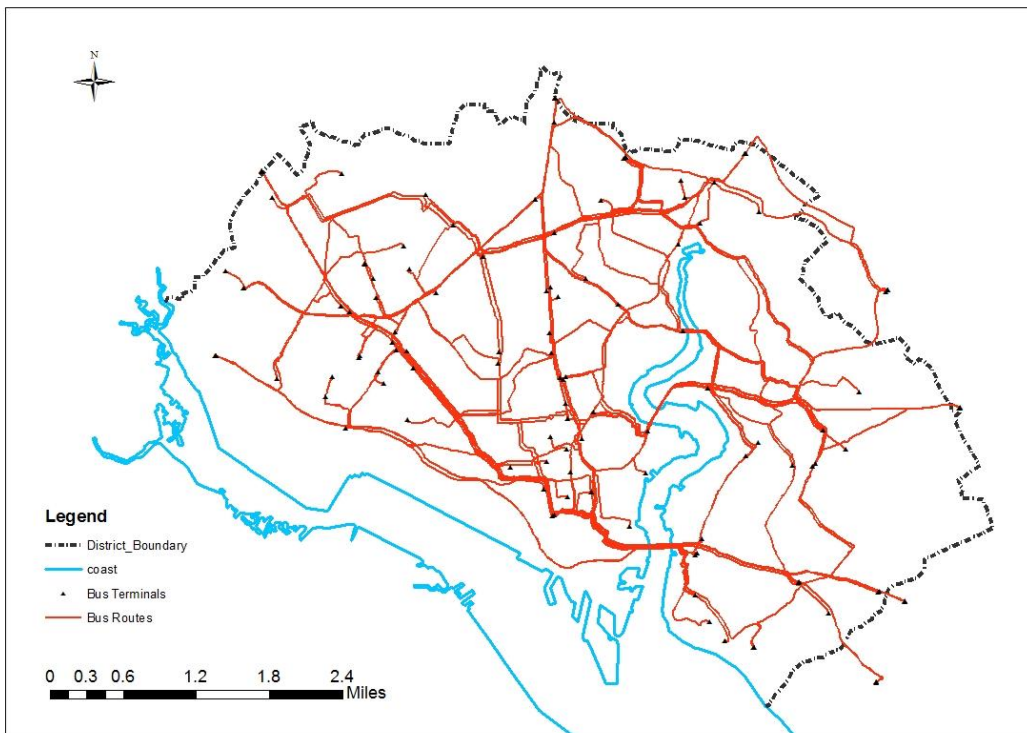 N
Legend
District_Boundary
coast
Bus Terminals
Bus Routes
0 0.3 0.6 1.2 1.8 2.4
Miles